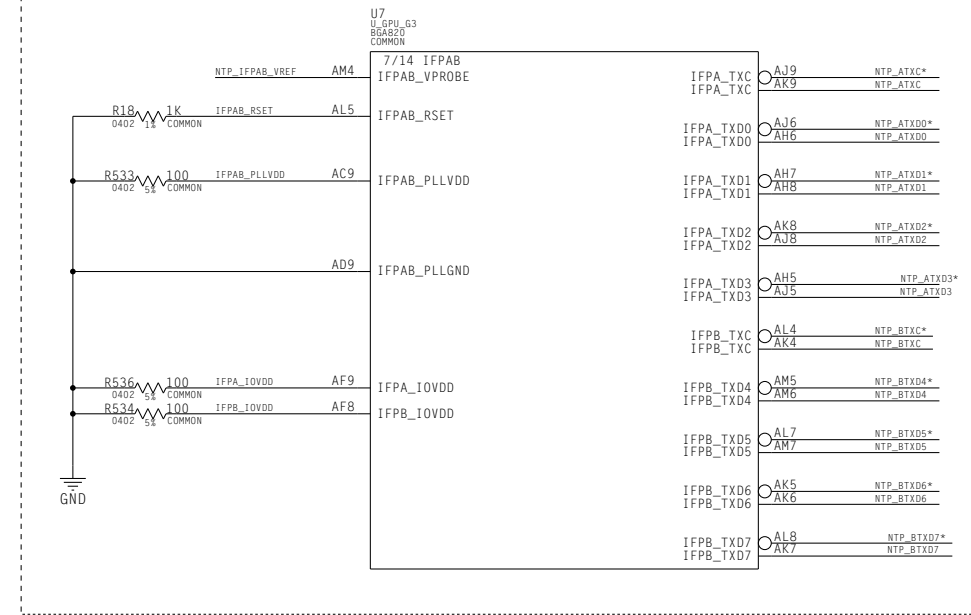 U7
U_GPU_G3
BGA820
COMMON
7/14 IFPAB
NTP_IFPAB_VREF AM4 IFPAB_VPROBE
R18 1K IFPAB_RSET AL5 IFPAB_RSET
0402 1% COMMON
R533 100 IFPAB_PLLVDD AC9 IFPAB_PLLVDD
0402 5% COMMON
AD9 IFPAB_PLLGND
R536 100 IFPA_IOVDD AF9 IFPA_IOVDD
0402 5% COMMON
R534 100 IFPB_IOVDD AF8 IFPB_IOVDD
0402 5% COMMON
GND
IFPA_TXC AJ9 NTP_ATXC*
IFPA_TXC AK9 NTP_ATXC
IFPA_TXD0 AJ6 NTP_ATXD0*
IFPA_TXD0 AH6 NTP_ATXD0
IFPA_TXD1 AH7 NTP_ATXD1*
IFPA_TXD1 AH8 NTP_ATXD1
IFPA_TXD2 AK8 NTP_ATXD2*
IFPA_TXD2 AJ8 NTP_ATXD2
IFPA_TXD3 AH5 NTP_ATXD3*
IFPA_TXD3 AJ5 NTP_ATXD3
IFPB_TXC AL4 NTP_BTXC*
IFPB_TXC AK4 NTP_BTXC
IFPB_TXD4 AM5 NTP_BTXD4*
IFPB_TXD4 AM6 NTP_BTXD4
IFPB_TXD5 AL7 NTP_BTXD5*
IFPB_TXD5 AM7 NTP_BTXD5
IFPB_TXD6 AK5 NTP_BTXD6*
IFPB_TXD6 AK6 NTP_BTXD6
IFPB_TXD7 AL8 NTP_BTXD7*
IFPB_TXD7 AK7 NTP_BTXD7